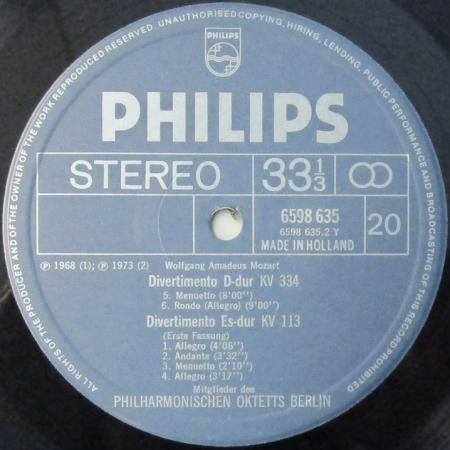 ALL RIGHTS OF THE PRODUCER AND OF THE OWNER OF THE WORK REPRODUCED RESERVED. UNAUTHORISED COPYING, HIRING, LENDING, PUBLIC PERFORMANCE AND BROADCASTING OF THIS RECORD PROHIBITED
PHILIPS
PHILIPS
STEREO 33 1/3
6598 635
6598 635.2 Y
MADE IN HOLLAND
20
℗ 1968 (1); ℗ 1973 (2) Wolfgang Amadeus Mozart
Divertimento D-dur KV 334
5. Menuetto (8'00'')
6. Rondo (Allegro) (9'00'')
Divertimento Es-dur KV 113
(Erste Fassung)
1. Allegro (4'06'')
2. Andante (3'32'')
3. Menuetto (2'10'')
4. Allegro (3'17'')
Mitglieder des
PHILHARMONISCHEN OKTETTS BERLIN